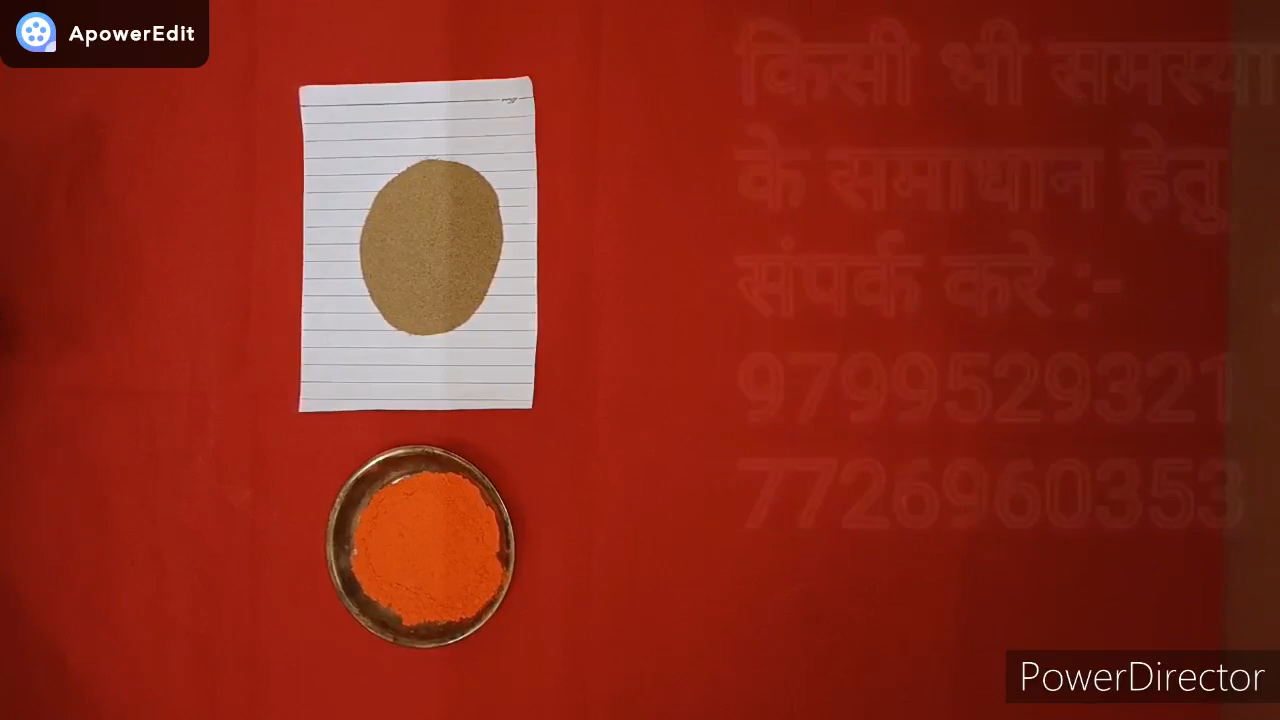 ApowerEdit
किसी भी समस्या
के समाधान हेतु
संपर्क करे :-
9799529321
7726960353
PowerDirector